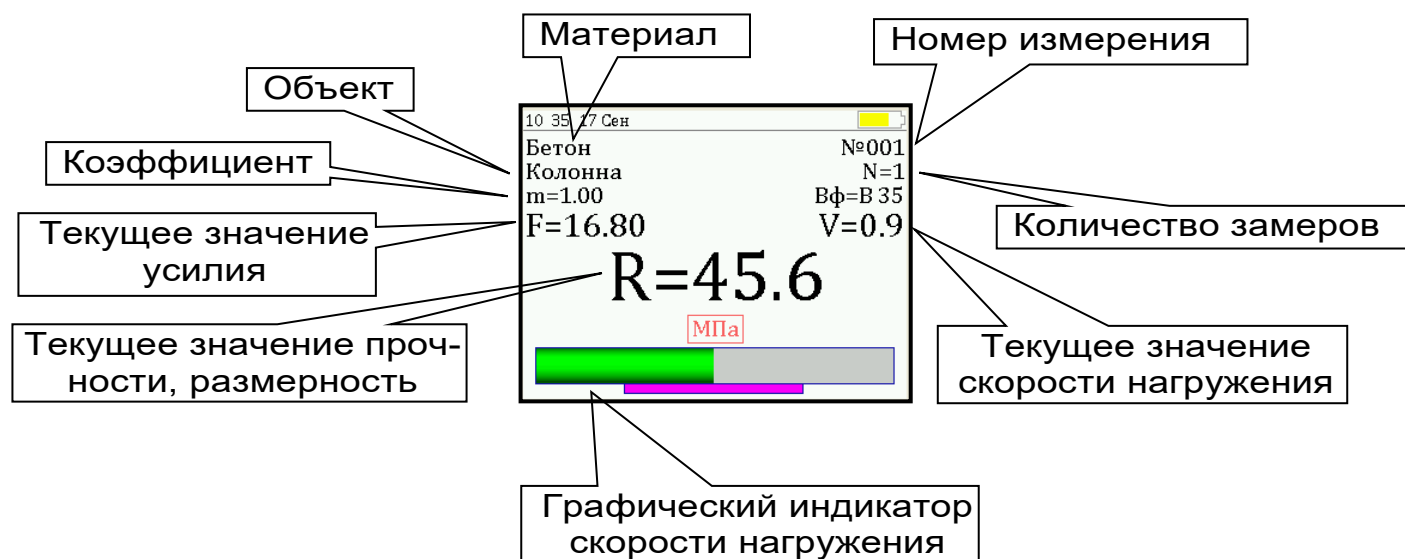 Материал
Номер измерения
Объект
Коэффициент
Текущее значение
усилия
Текущее значение проч-
ности, размерность
10 35 17 Сен
Бетон
№001
Колонна
N=1
m=1.00
Вф=В 35
F=16.80
V=0.9
R=45.6
МПа
Количество замеров
Текущее значение
скорости нагружения
Графический индикатор
скорости нагружения